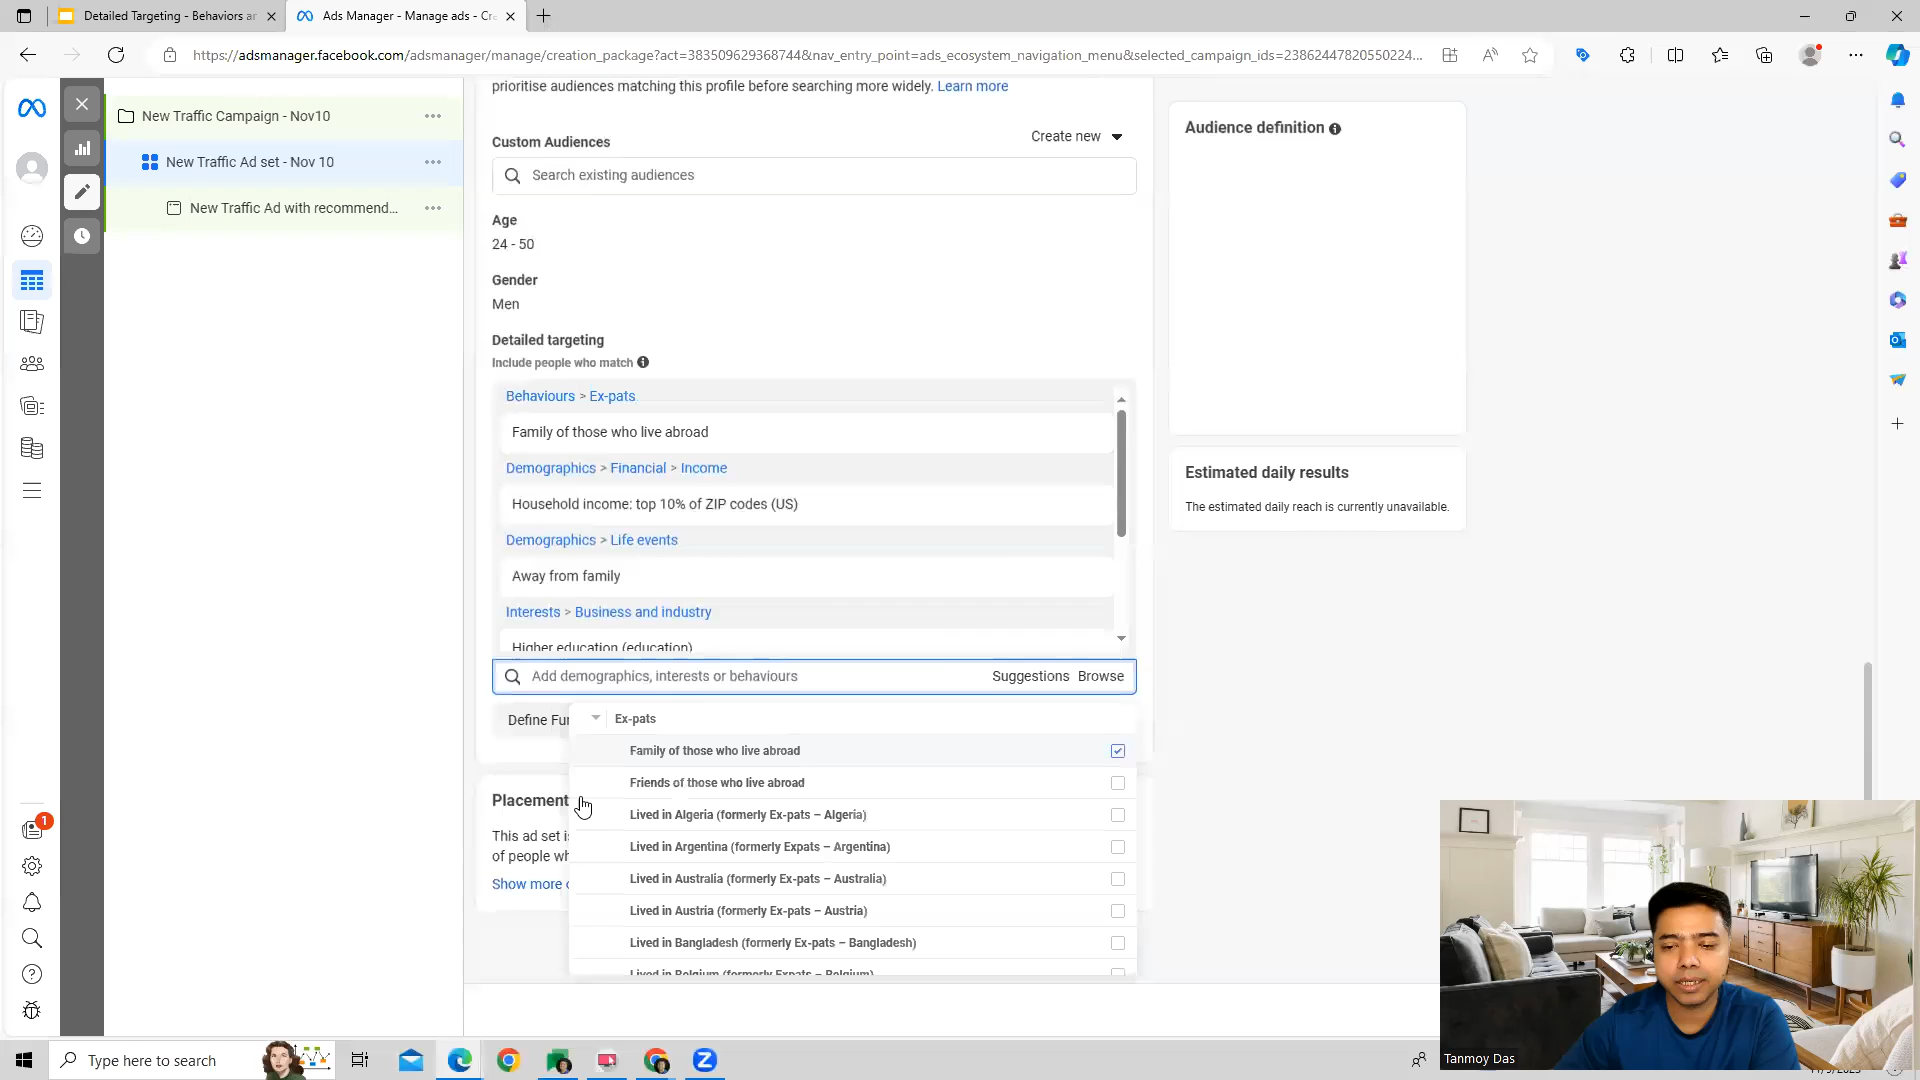 Detailed Targeting - Behaviors ar
Ads Manager - Manage ads - Cr
https://adsmanager.facebook.com/adsmanager/manage/creation_package?act=383509629368744&nav_entry_point=ads_ecosystem_navigation_menu&selected_campaign_ids=23862447820550224...
New Traffic Campaign - Nov10
New Traffic Ad set - Nov 10
New Traffic Ad with recommend...
prioritise audiences matching this profile before searching more widely. Learn more
Custom Audiences
Create new
Search existing audiences
Age
24 - 50
Gender
Men
Detailed targeting
Include people who match
Behaviours > Ex-pats
Family of those who live abroad
Demographics > Financial > Income
Household income: top 10% of ZIP codes (US)
Demographics > Life events
Away from family
Interests > Business and industry
Higher education (education)
Add demographics, interests or behaviours
Suggestions Browse
Define Fur
Ex-pats
Family of those who live abroad
Friends of those who live abroad
Lived in Algeria (formerly Ex-pats – Algeria)
Lived in Argentina (formerly Expats – Argentina)
Lived in Australia (formerly Ex-pats – Australia)
Lived in Austria (formerly Ex-pats – Austria)
Lived in Bangladesh (formerly Ex-pats – Bangladesh)
Lived in Belgium (formerly Expats – Belgium)
Placement
This ad set i
of people wh
Show more o
Audience definition
Estimated daily results
The estimated daily reach is currently unavailable.
1
Type here to search
Tanmoy Das